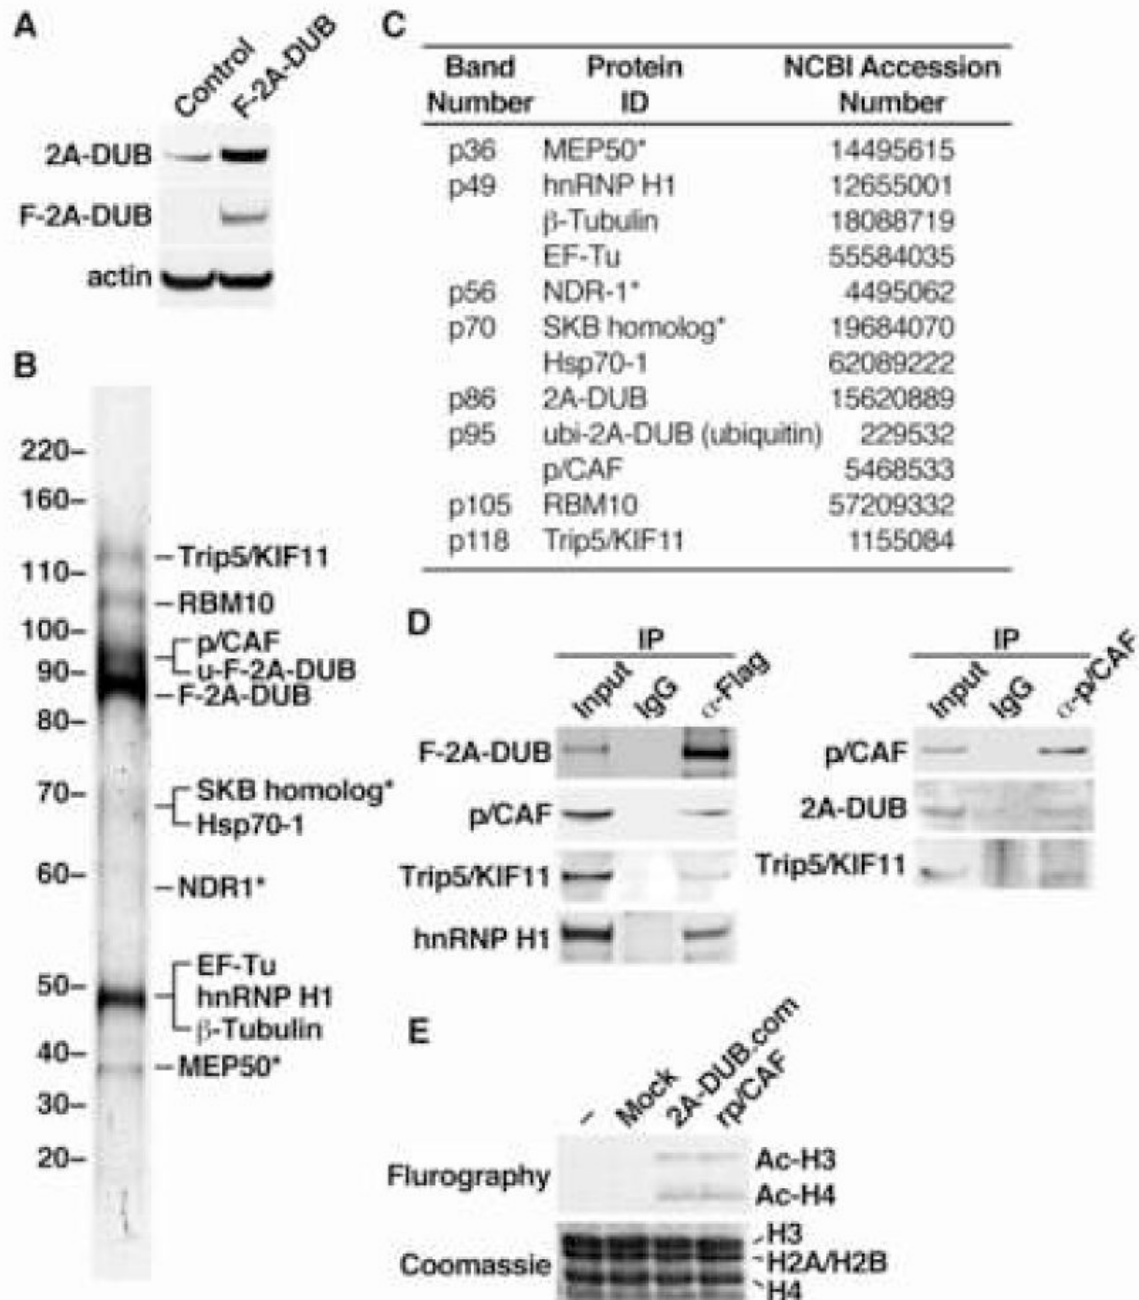 A
Control
F-2A-DUB
2A-DUB
F-2A-DUB
actin
B
220–
160–
110–
100–
90–
80–
70–
60–
50–
40–
30–
20–
Trip5/KIF11
RBM10
p/CAF
u-F-2A-DUB
F-2A-DUB
SKB homolog*
Hsp70-1
NDR1*
EF-Tu
hnRNP H1
β-Tubulin
MEP50*
C
Band Number Protein ID NCBI Accession Number
p36 MEP50* 14495615
p49 hnRNP H1 12655001
β-Tubulin 18088719
EF-Tu 55584035
p56 NDR-1* 4495062
p70 SKB homolog* 19684070
Hsp70-1 62089222
p86 2A-DUB 15620889
p95 ubi-2A-DUB (ubiquitin) 229532
p/CAF 5468533
p105 RBM10 57209332
p118 Trip5/KIF11 1155084
D
IP
Input IgG α-Flag
F-2A-DUB
p/CAF
Trip5/KIF11
hnRNP H1
IP
Input IgG α-p/CAF
p/CAF
2A-DUB
Trip5/KIF11
E
– Mock 2A-DUB.com rp/CAF
Flurography
Ac-H3
Ac-H4
Coomassie
H3
H2A/H2B
H4